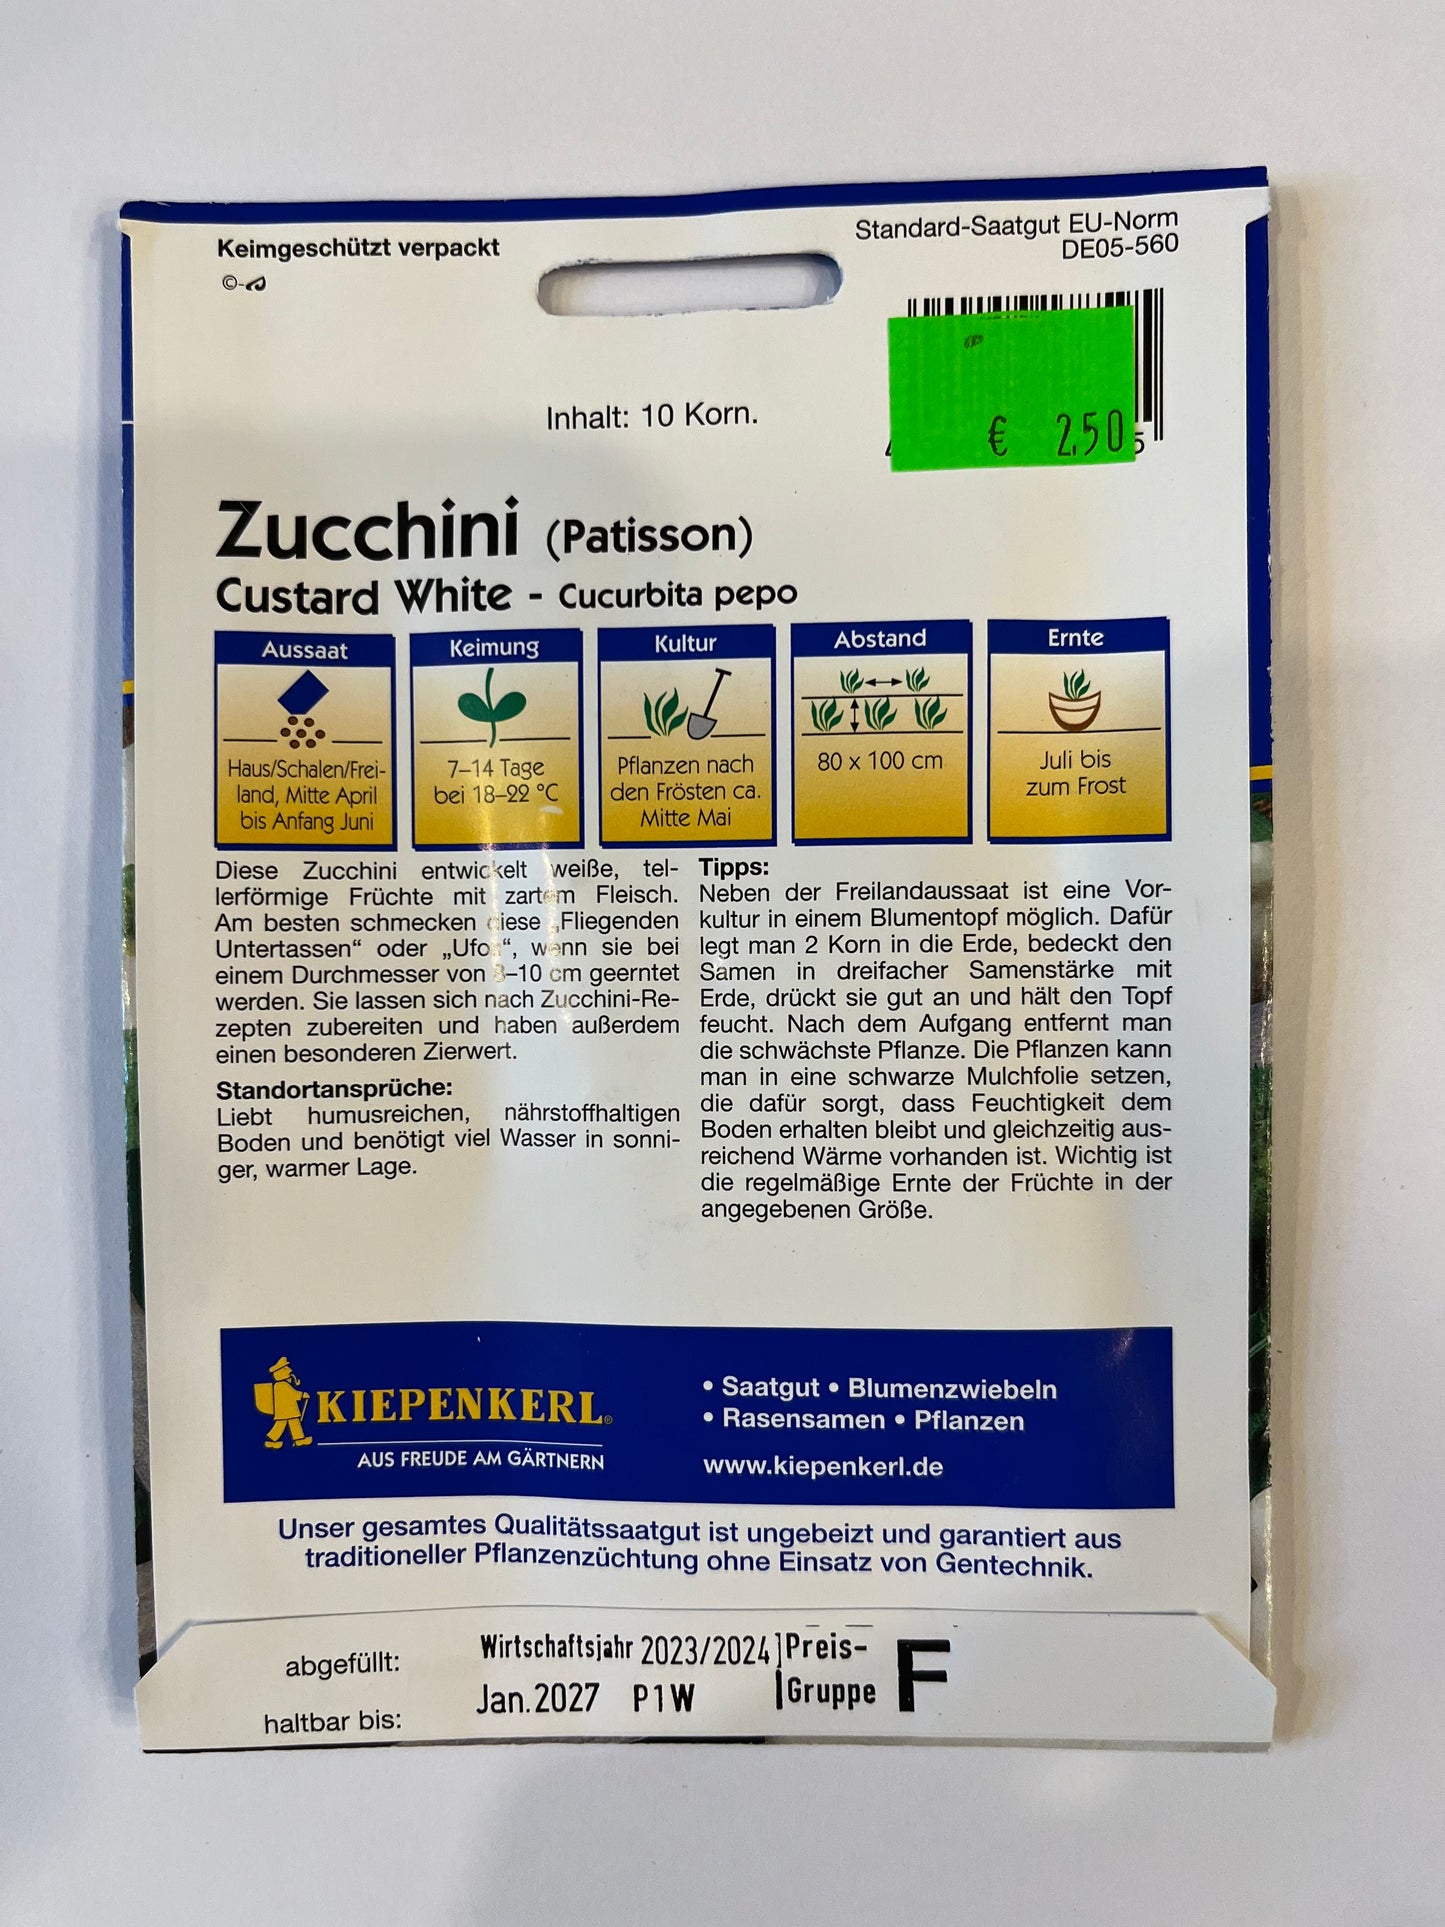 Keimgeschützt verpackt
©-
Standard-Saatgut EU-Norm
DE05-560
€ 2,50
5
Inhalt: 10 Korn.
Zucchini (Patisson)
Custard White - Cucurbita pepo
Aussaat
Haus/Schalen/Frei-
land, Mitte April
bis Anfang Juni
Keimung
7–14 Tage
bei 18–22 °C
Kultur
Pflanzen nach
den Frösten ca.
Mitte Mai
Abstand
80 x 100 cm
Ernte
Juli bis
zum Frost
Diese Zucchini entwickelt weiße, tel-
lerförmige Früchte mit zartem Fleisch.
Am besten schmecken diese „Fliegenden
Untertassen“ oder „Ufos“, wenn sie bei
einem Durchmesser von 8–10 cm geerntet
werden. Sie lassen sich nach Zucchini-Re-
zepten zubereiten und haben außerdem
einen besonderen Zierwert.
Standortansprüche:
Liebt humusreichen, nährstoffhaltigen
Boden und benötigt viel Wasser in sonni-
ger, warmer Lage.
Tipps:
Neben der Freilandaussaat ist eine Vor-
kultur in einem Blumentopf möglich. Dafür
legt man 2 Korn in die Erde, bedeckt den
Samen in dreifacher Samenstärke mit
Erde, drückt sie gut an und hält den Topf
feucht. Nach dem Aufgang entfernt man
die schwächste Pflanze. Die Pflanzen kann
man in eine schwarze Mulchfolie setzen,
die dafür sorgt, dass Feuchtigkeit dem
Boden erhalten bleibt und gleichzeitig aus-
reichend Wärme vorhanden ist. Wichtig ist
die regelmäßige Ernte der Früchte in der
angegebenen Größe.
KIEPENKERL®
AUS FREUDE AM GÄRTNERN
• Saatgut • Blumenzwiebeln
• Rasensamen • Pflanzen
www.kiepenkerl.de
Unser gesamtes Qualitätssaatgut ist ungebeizt und garantiert aus
traditioneller Pflanzenzüchtung ohne Einsatz von Gentechnik.
abgefüllt: Wirtschaftsjahr 2023/2024
haltbar bis: Jan.2027 P1W
Preis-
Gruppe F